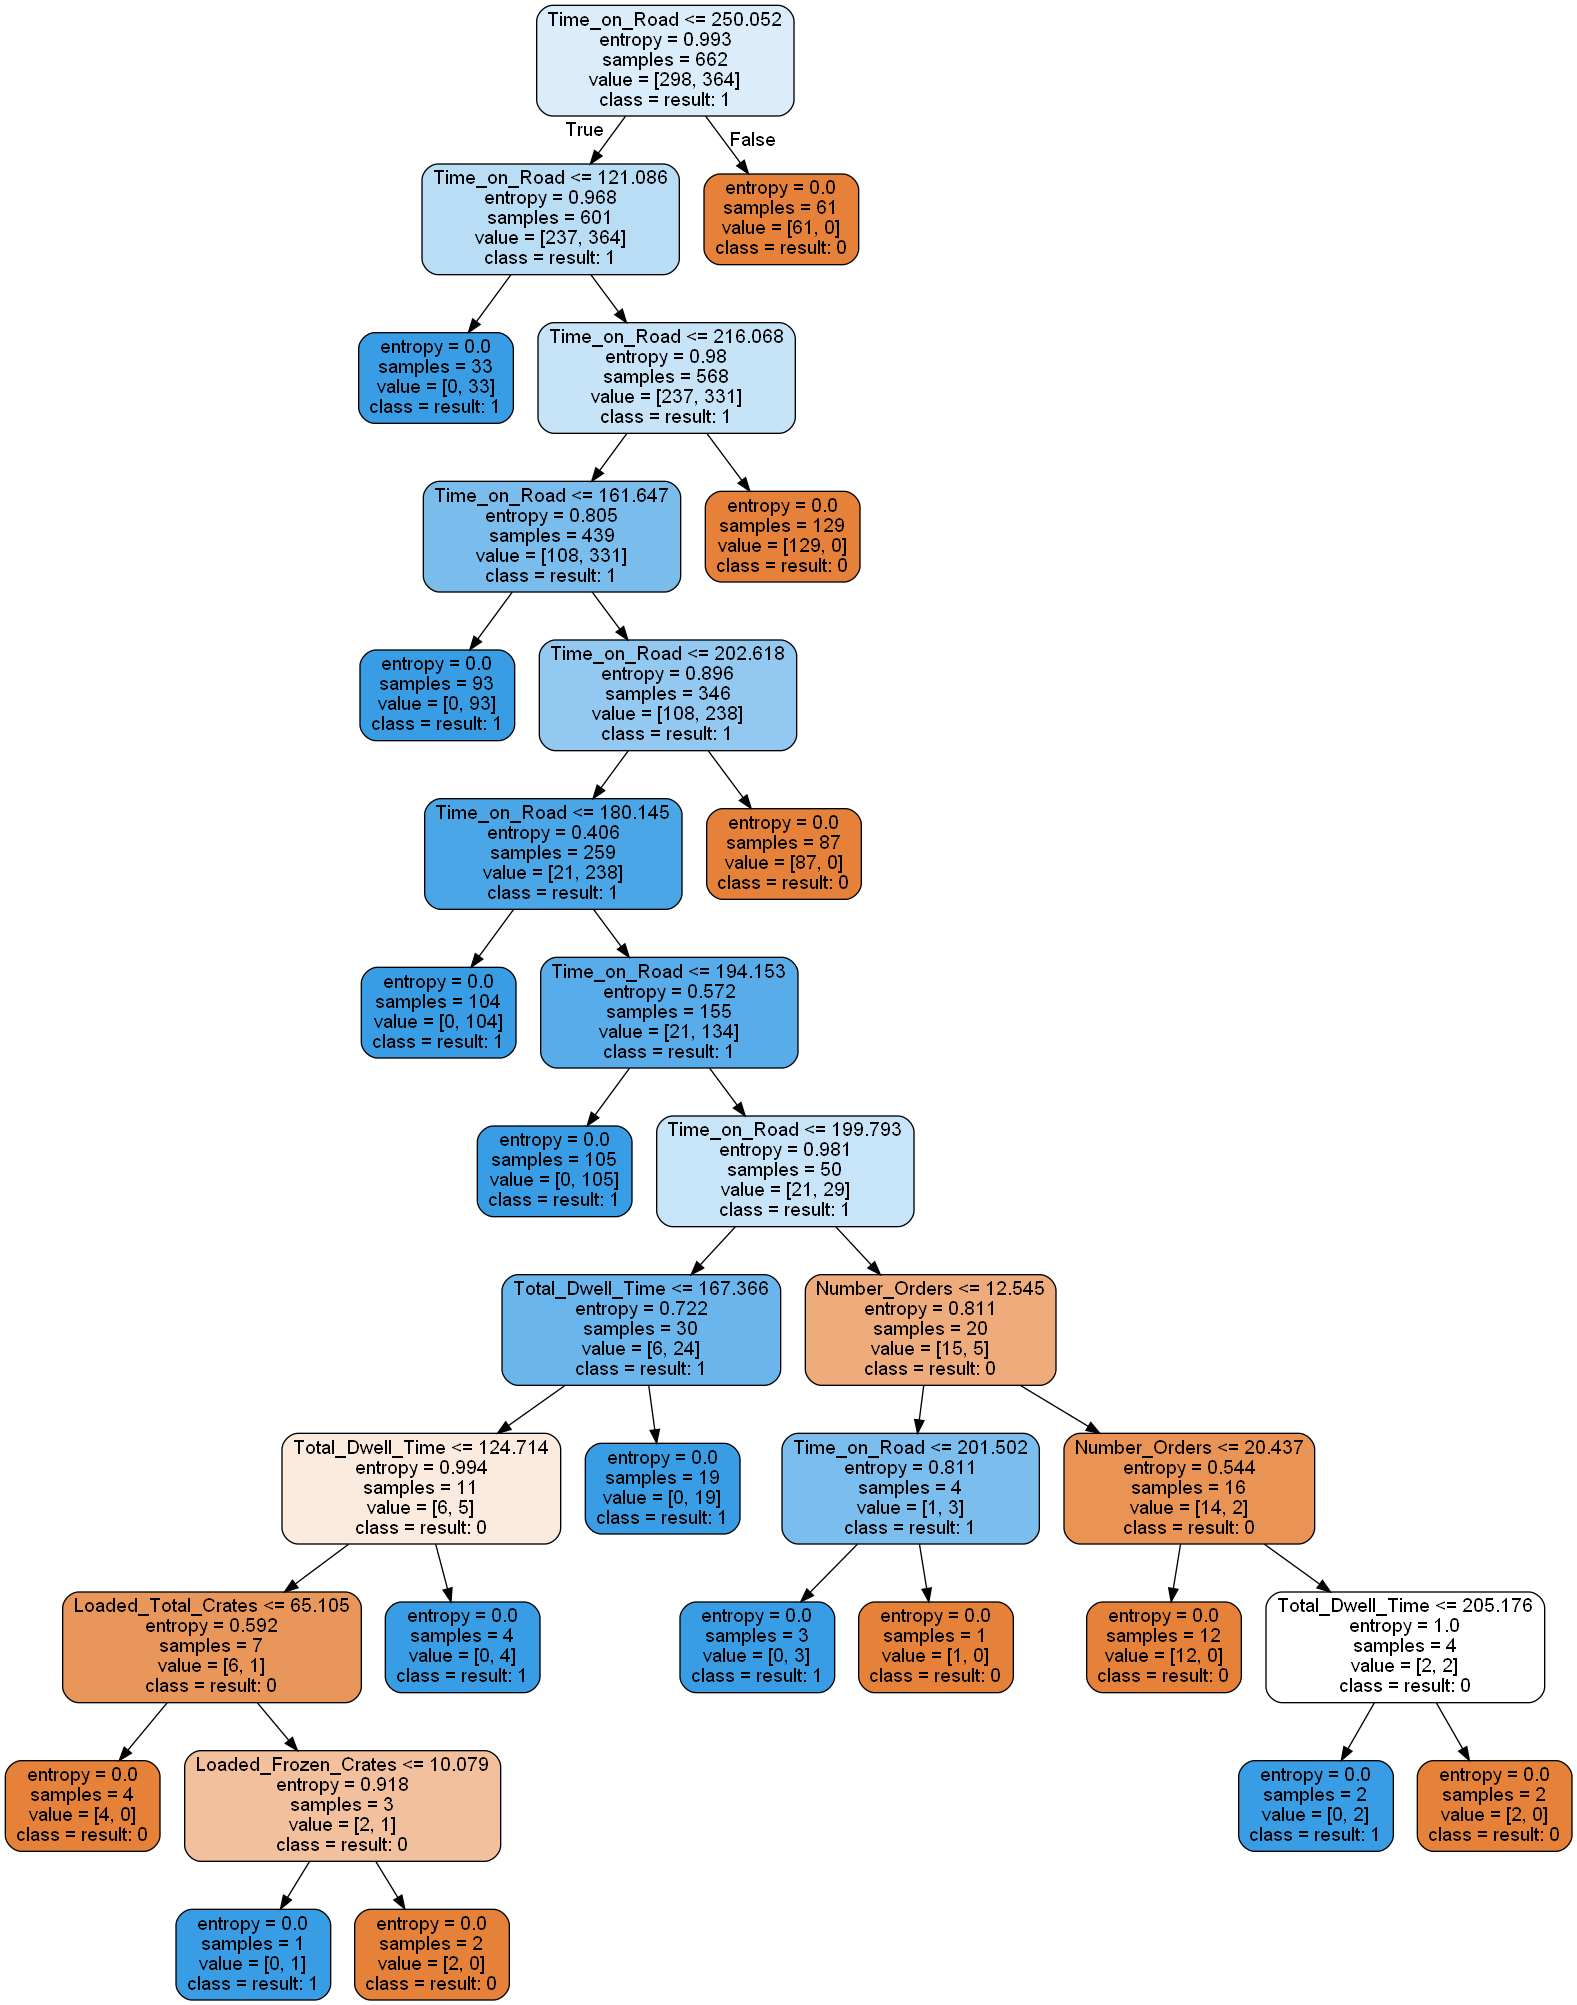 Time_on_Road <= 250.052
entropy = 0.993
samples = 662
value = [298, 364]
class = result: 1
True
False
Time_on_Road <= 121.086
entropy = 0.968
samples = 601
value = [237, 364]
class = result: 1
entropy = 0.0
samples = 61
value = [61, 0]
class = result: 0
entropy = 0.0
samples = 33
value = [0, 33]
class = result: 1
Time_on_Road <= 216.068
entropy = 0.98
samples = 568
value = [237, 331]
class = result: 1
Time_on_Road <= 161.647
entropy = 0.805
samples = 439
value = [108, 331]
class = result: 1
entropy = 0.0
samples = 129
value = [129, 0]
class = result: 0
entropy = 0.0
samples = 93
value = [0, 93]
class = result: 1
Time_on_Road <= 202.618
entropy = 0.896
samples = 346
value = [108, 238]
class = result: 1
Time_on_Road <= 180.145
entropy = 0.406
samples = 259
value = [21, 238]
class = result: 1
entropy = 0.0
samples = 87
value = [87, 0]
class = result: 0
entropy = 0.0
samples = 104
value = [0, 104]
class = result: 1
Time_on_Road <= 194.153
entropy = 0.572
samples = 155
value = [21, 134]
class = result: 1
entropy = 0.0
samples = 105
value = [0, 105]
class = result: 1
Time_on_Road <= 199.793
entropy = 0.981
samples = 50
value = [21, 29]
class = result: 1
Total_Dwell_Time <= 167.366
entropy = 0.722
samples = 30
value = [6, 24]
class = result: 1
Number_Orders <= 12.545
entropy = 0.811
samples = 20
value = [15, 5]
class = result: 0
Total_Dwell_Time <= 124.714
entropy = 0.994
samples = 11
value = [6, 5]
class = result: 0
entropy = 0.0
samples = 19
value = [0, 19]
class = result: 1
Time_on_Road <= 201.502
entropy = 0.811
samples = 4
value = [1, 3]
class = result: 1
Number_Orders <= 20.437
entropy = 0.544
samples = 16
value = [14, 2]
class = result: 0
Loaded_Total_Crates <= 65.105
entropy = 0.592
samples = 7
value = [6, 1]
class = result: 0
entropy = 0.0
samples = 4
value = [0, 4]
class = result: 1
entropy = 0.0
samples = 3
value = [0, 3]
class = result: 1
entropy = 0.0
samples = 1
value = [1, 0]
class = result: 0
entropy = 0.0
samples = 12
value = [12, 0]
class = result: 0
Total_Dwell_Time <= 205.176
entropy = 1.0
samples = 4
value = [2, 2]
class = result: 0
entropy = 0.0
samples = 4
value = [4, 0]
class = result: 0
Loaded_Frozen_Crates <= 10.079
entropy = 0.918
samples = 3
value = [2, 1]
class = result: 0
entropy = 0.0
samples = 2
value = [0, 2]
class = result: 1
entropy = 0.0
samples = 2
value = [2, 0]
class = result: 0
entropy = 0.0
samples = 1
value = [0, 1]
class = result: 1
entropy = 0.0
samples = 2
value = [2, 0]
class = result: 0